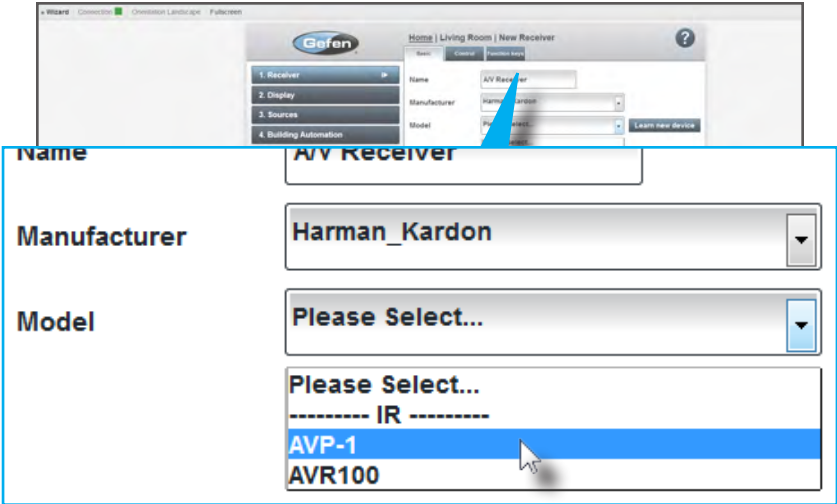 Wizard Connection Orientation Landscape Fullscreen
Gefen
Home | Living Room | New Receiver
?
Basic Control Function keys
1. Receiver
2. Display
3. Sources
4. Building Automation
Name A/V Receiver
Manufacturer Harman_Kardon
Model Please Select...
Learn new device
Name A/V Receiver
Manufacturer Harman_Kardon
Model Please Select...
Please Select...
--------- IR ---------
AVP-1
AVR100